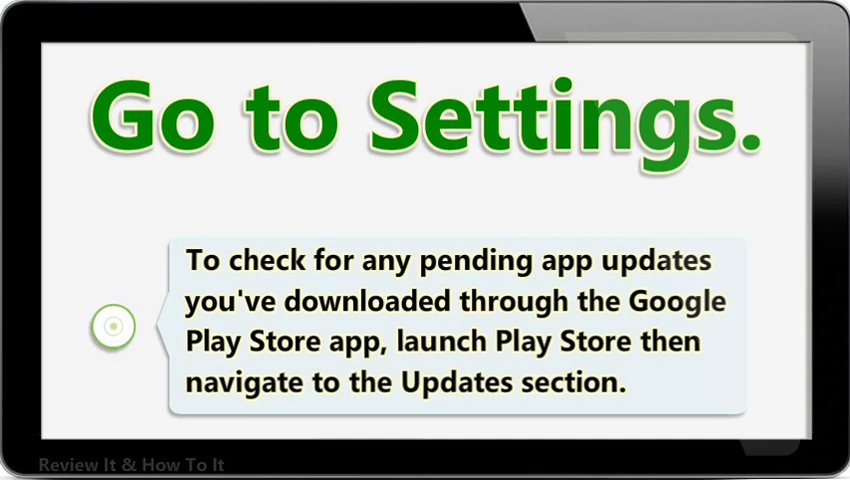 Go to Settings.
To check for any pending app updates
you've downloaded through the Google
Play Store app, launch Play Store then
navigate to the Updates section.
Review It & How To It